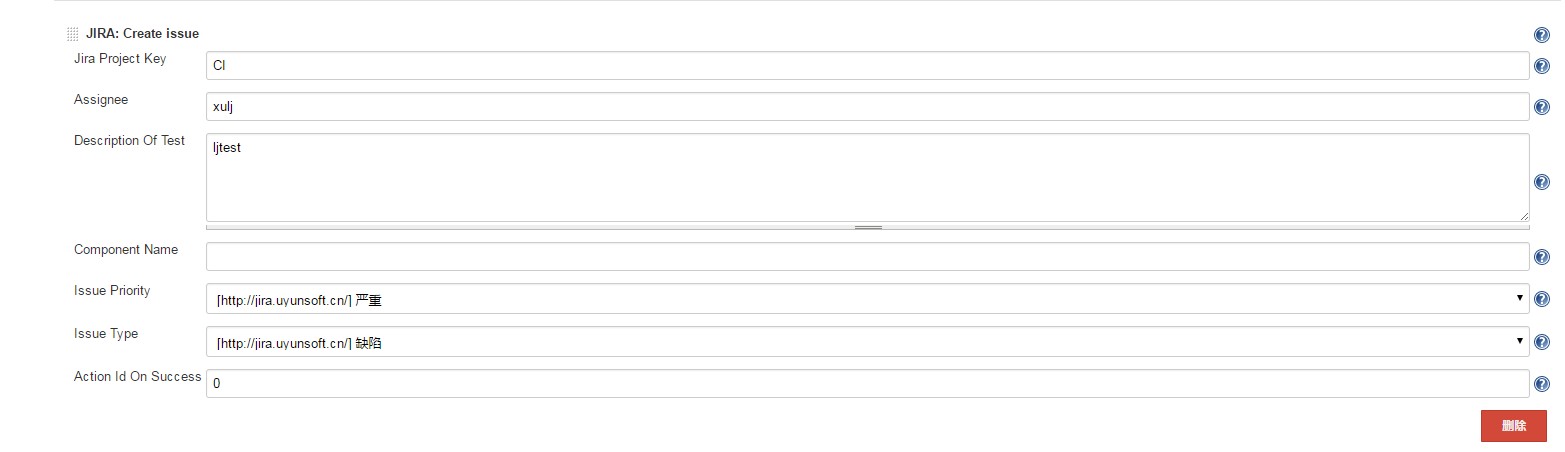 JIRA: Create issue
Jira Project Key
CI
Assignee
xulj
Description Of Test
ljtest
Component Name
Issue Priority
[http://jira.uyunsoft.cn/] 严重
Issue Type
[http://jira.uyunsoft.cn/] 缺陷
Action Id On Success
0
删除